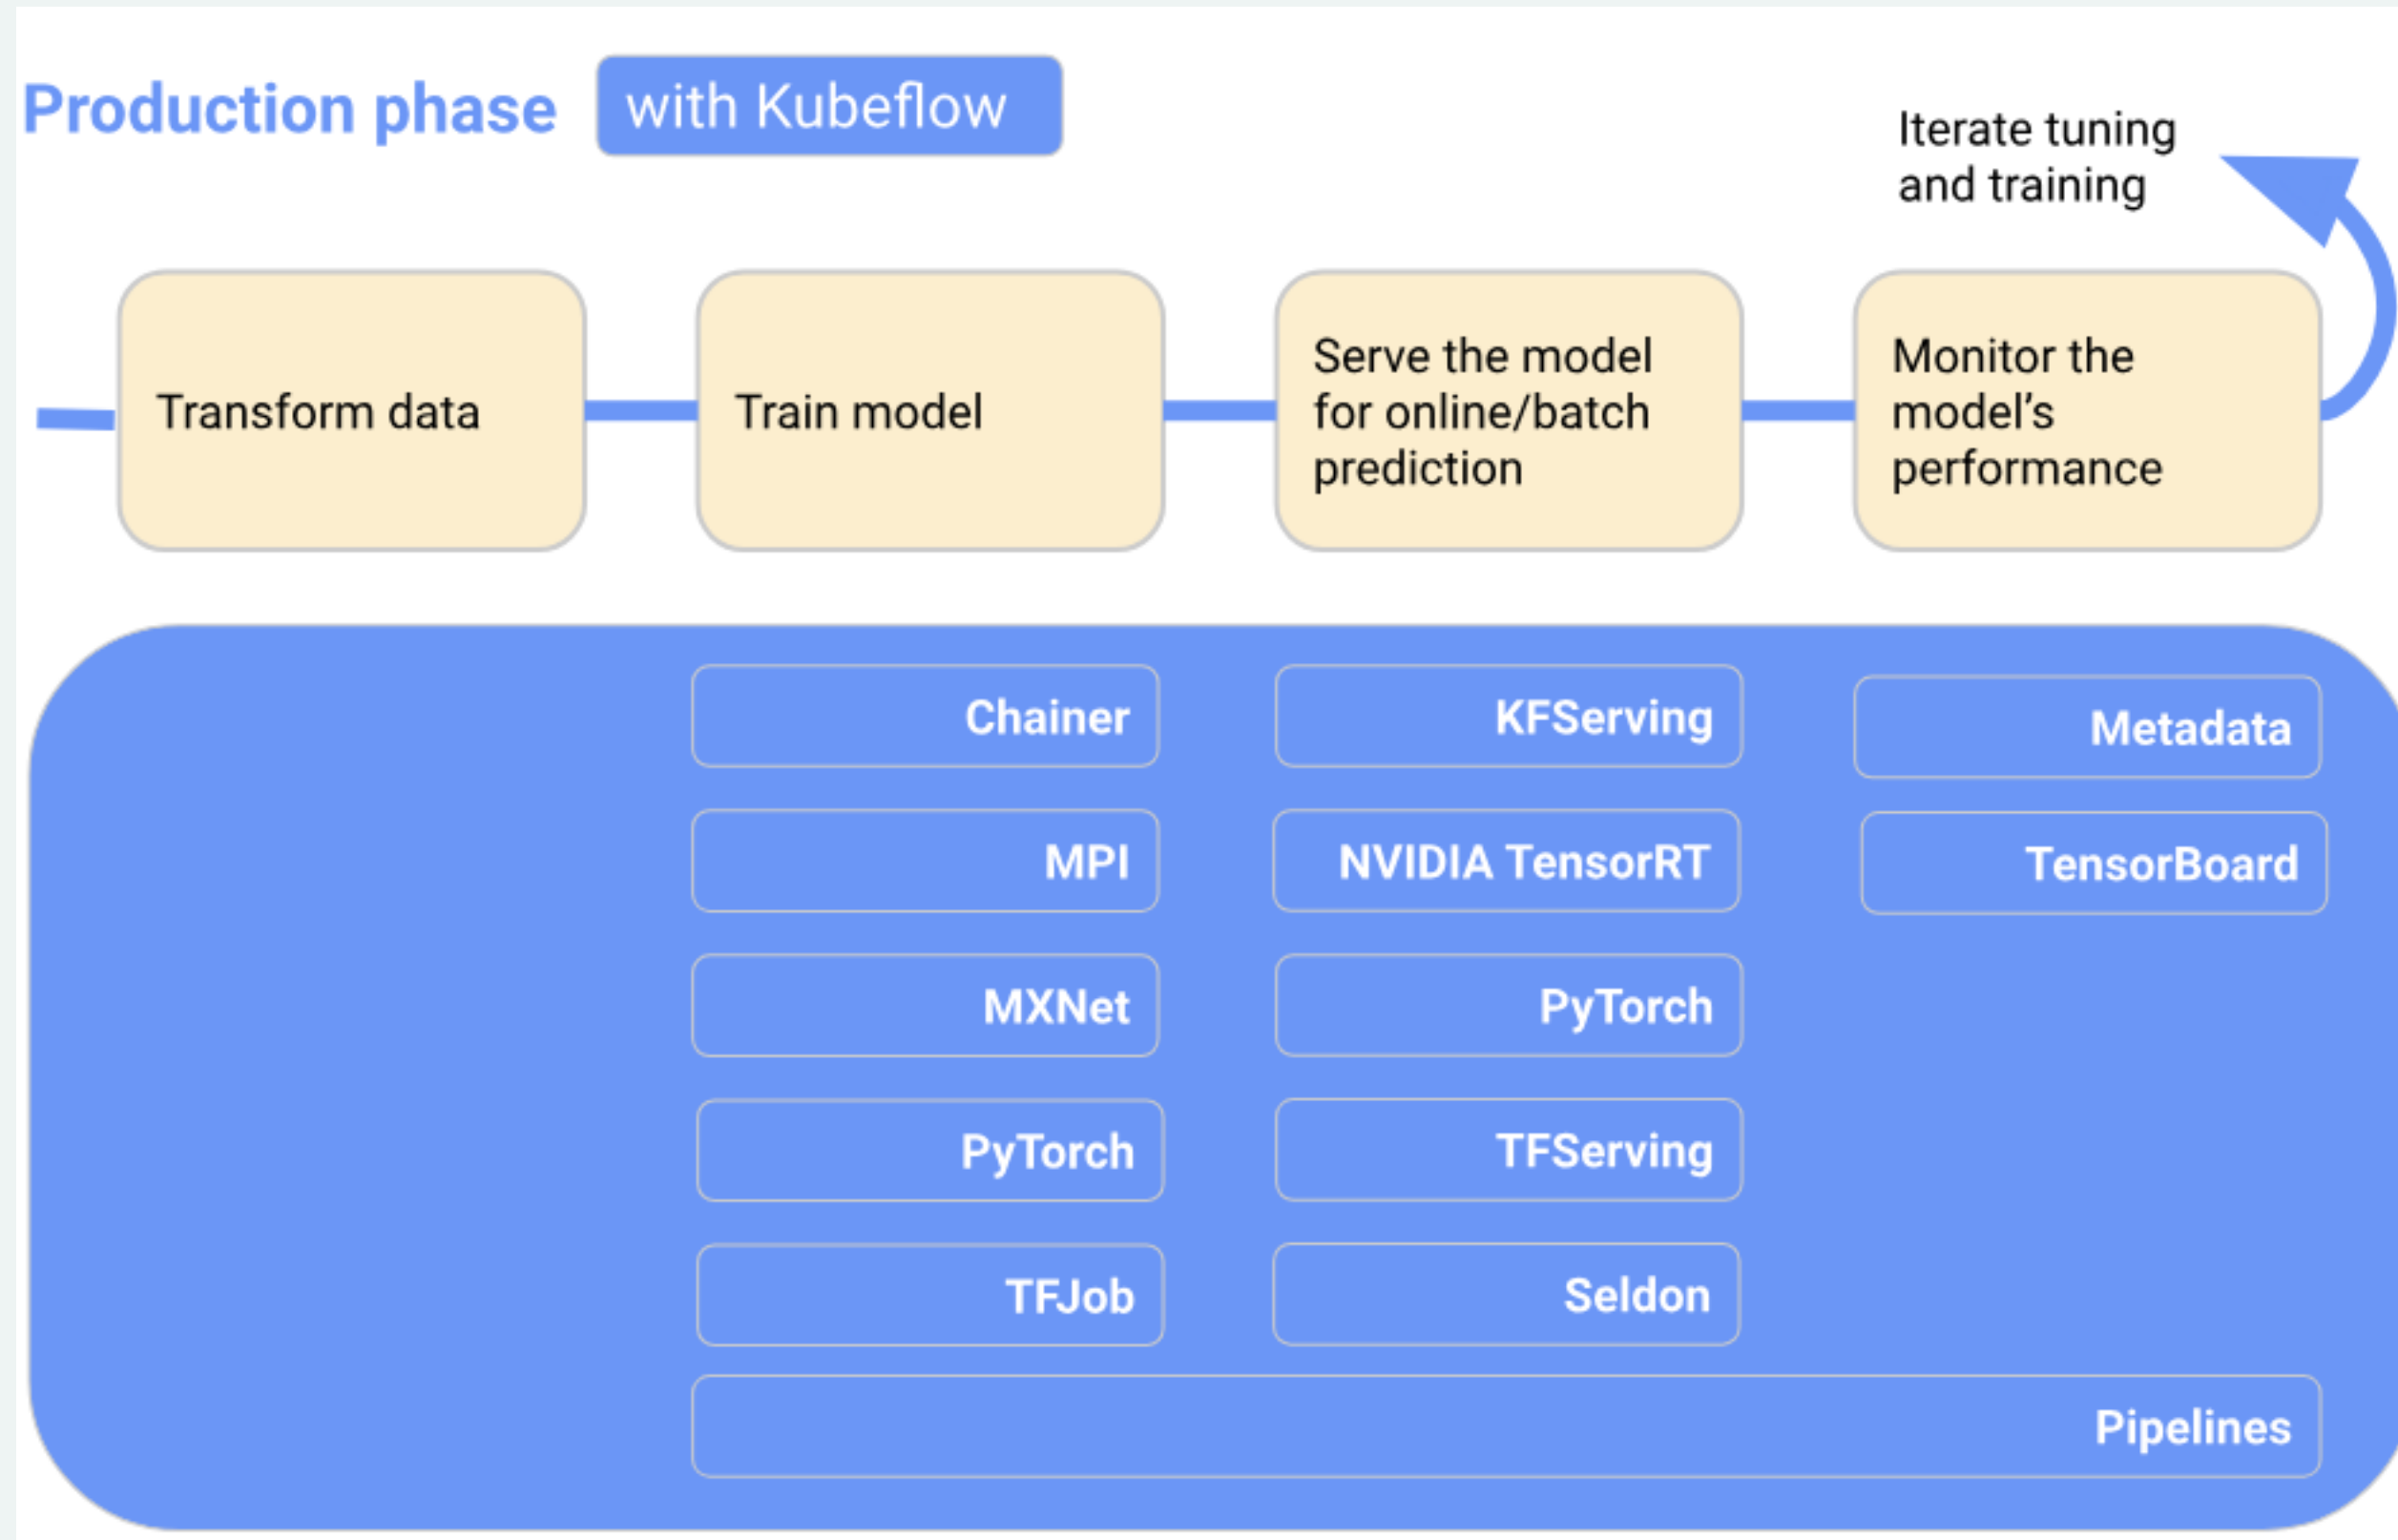 Production phase with Kubeflow
Iterate tuning
and training
Transform data
Train model
Serve the model
for online/batch
prediction
Monitor the
model's
performance
Chainer
MPI
MXNet
PyTorch
TFJob
KFServing
NVIDIA TensorRT
PyTorch
TFServing
Seldon
Metadata
TensorBoard
Pipelines